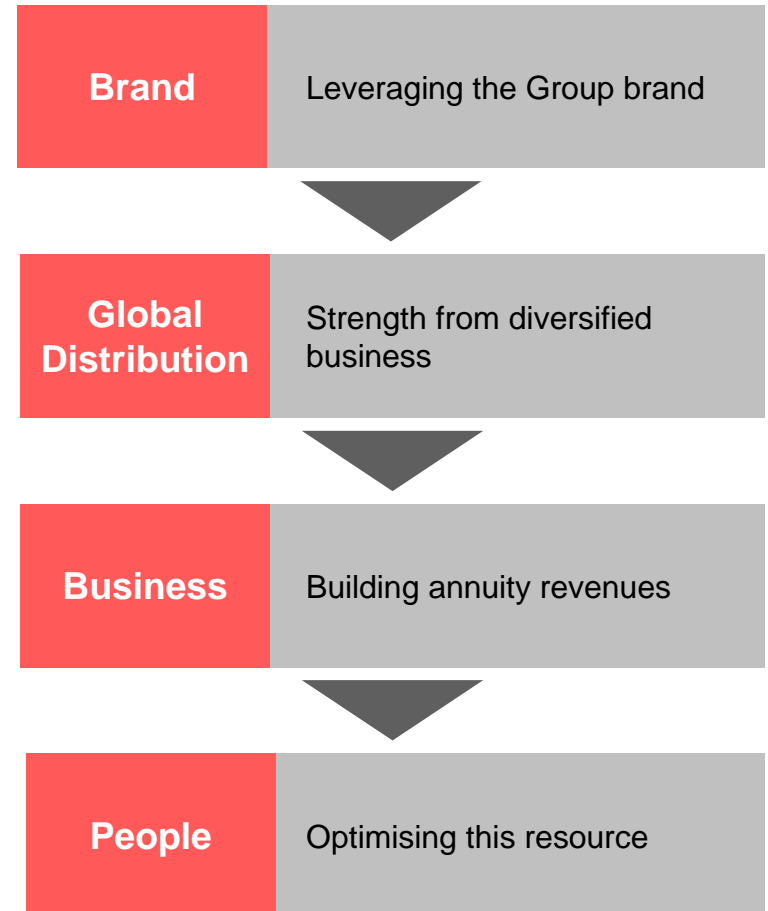 Brand
Leveraging the Group brand
Global
Distribution
Strength from diversified
business
Business
Building annuity revenues
People
Optimising this resource